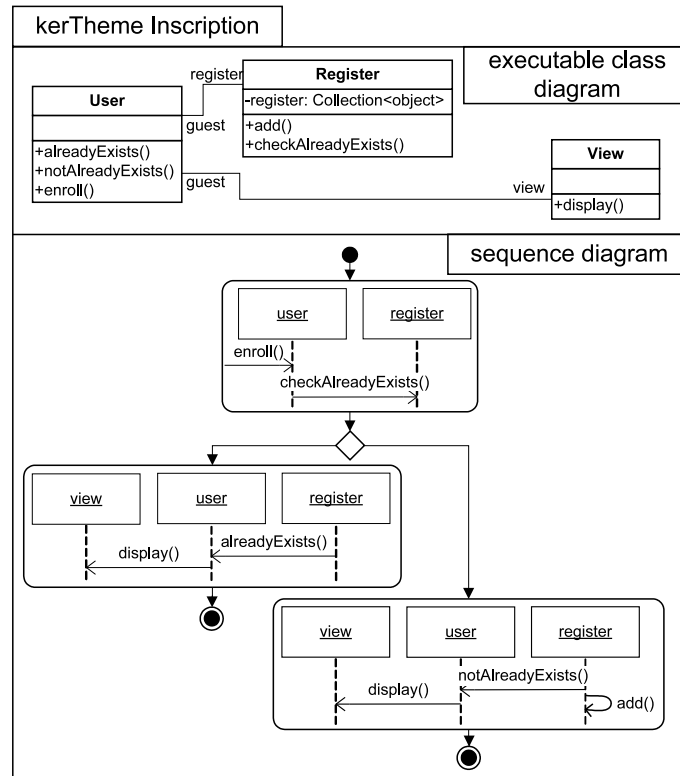 kerTheme Inscription
executable class
diagram
register
Register
-register: Collection<object>
+add()
+checkAlreadyExists()
User
guest
+alreadyExists()
+notAlreadyExists()
+enroll()
guest
View
view
+display()
sequence diagram
user
register
enroll()
checkAlreadyExists()
view
user
register
alreadyExists()
display()
view
user
register
notAlreadyExists()
display()
add()